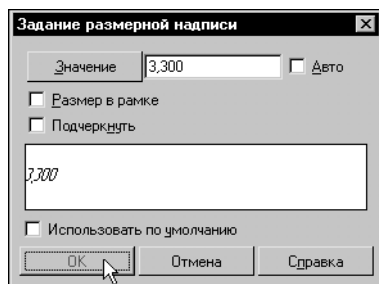 Задание размерной надписи
Значение 3,300 Авто
Размер в рамке
Подчеркнуть
3,300
Использовать по умолчанию
OK Отмена Справка